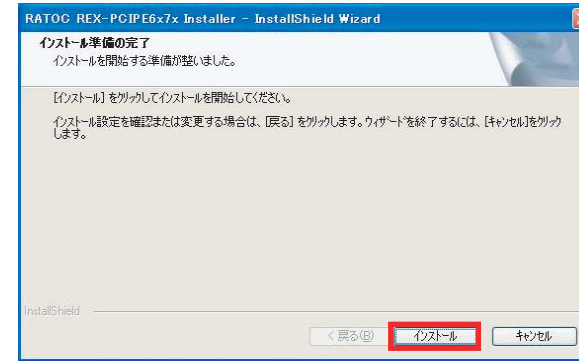 RATOC REX-PCIPE6x7x Installer - InstallShield Wizard
インストール準備の完了
インストールを開始する準備が整いました。
[インストール] をクリックしてインストールを開始してください。
インストール設定を確認または変更する場合は、[戻る] をクリックします。ウィザードを終了するには、[キャンセル]をクリック
します。
InstallShield
< 戻る(B)
インストール
キャンセル